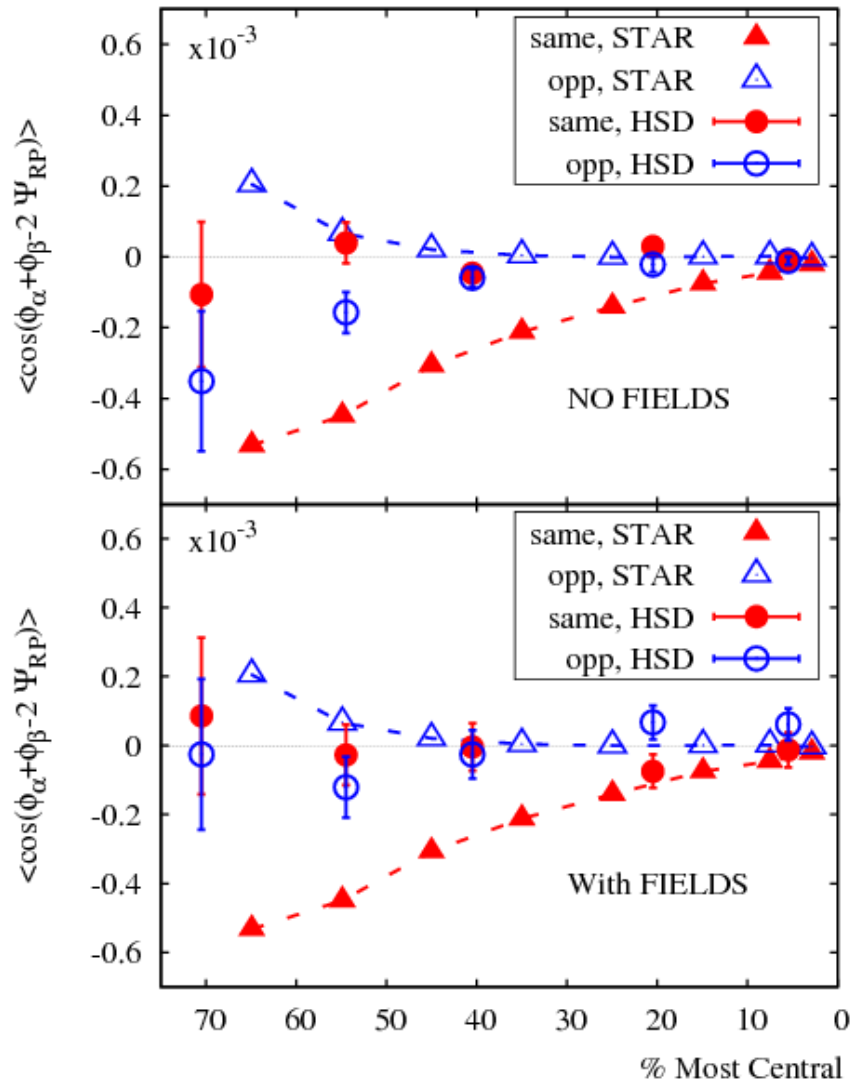 0.6
x10⁻³
same, STAR
opp, STAR
same, HSD
opp, HSD
0.4
0.2
0
-0.2
-0.4
-0.6
NO FIELDS
<cos(ϕα+ϕβ-2 ΨRP)>
0.6
x10⁻³
same, STAR
opp, STAR
same, HSD
opp, HSD
0.4
0.2
0
-0.2
-0.4
-0.6
With FIELDS
<cos(ϕα+ϕβ-2 ΨRP)>
70 60 50 40 30 20 10 0
% Most Central